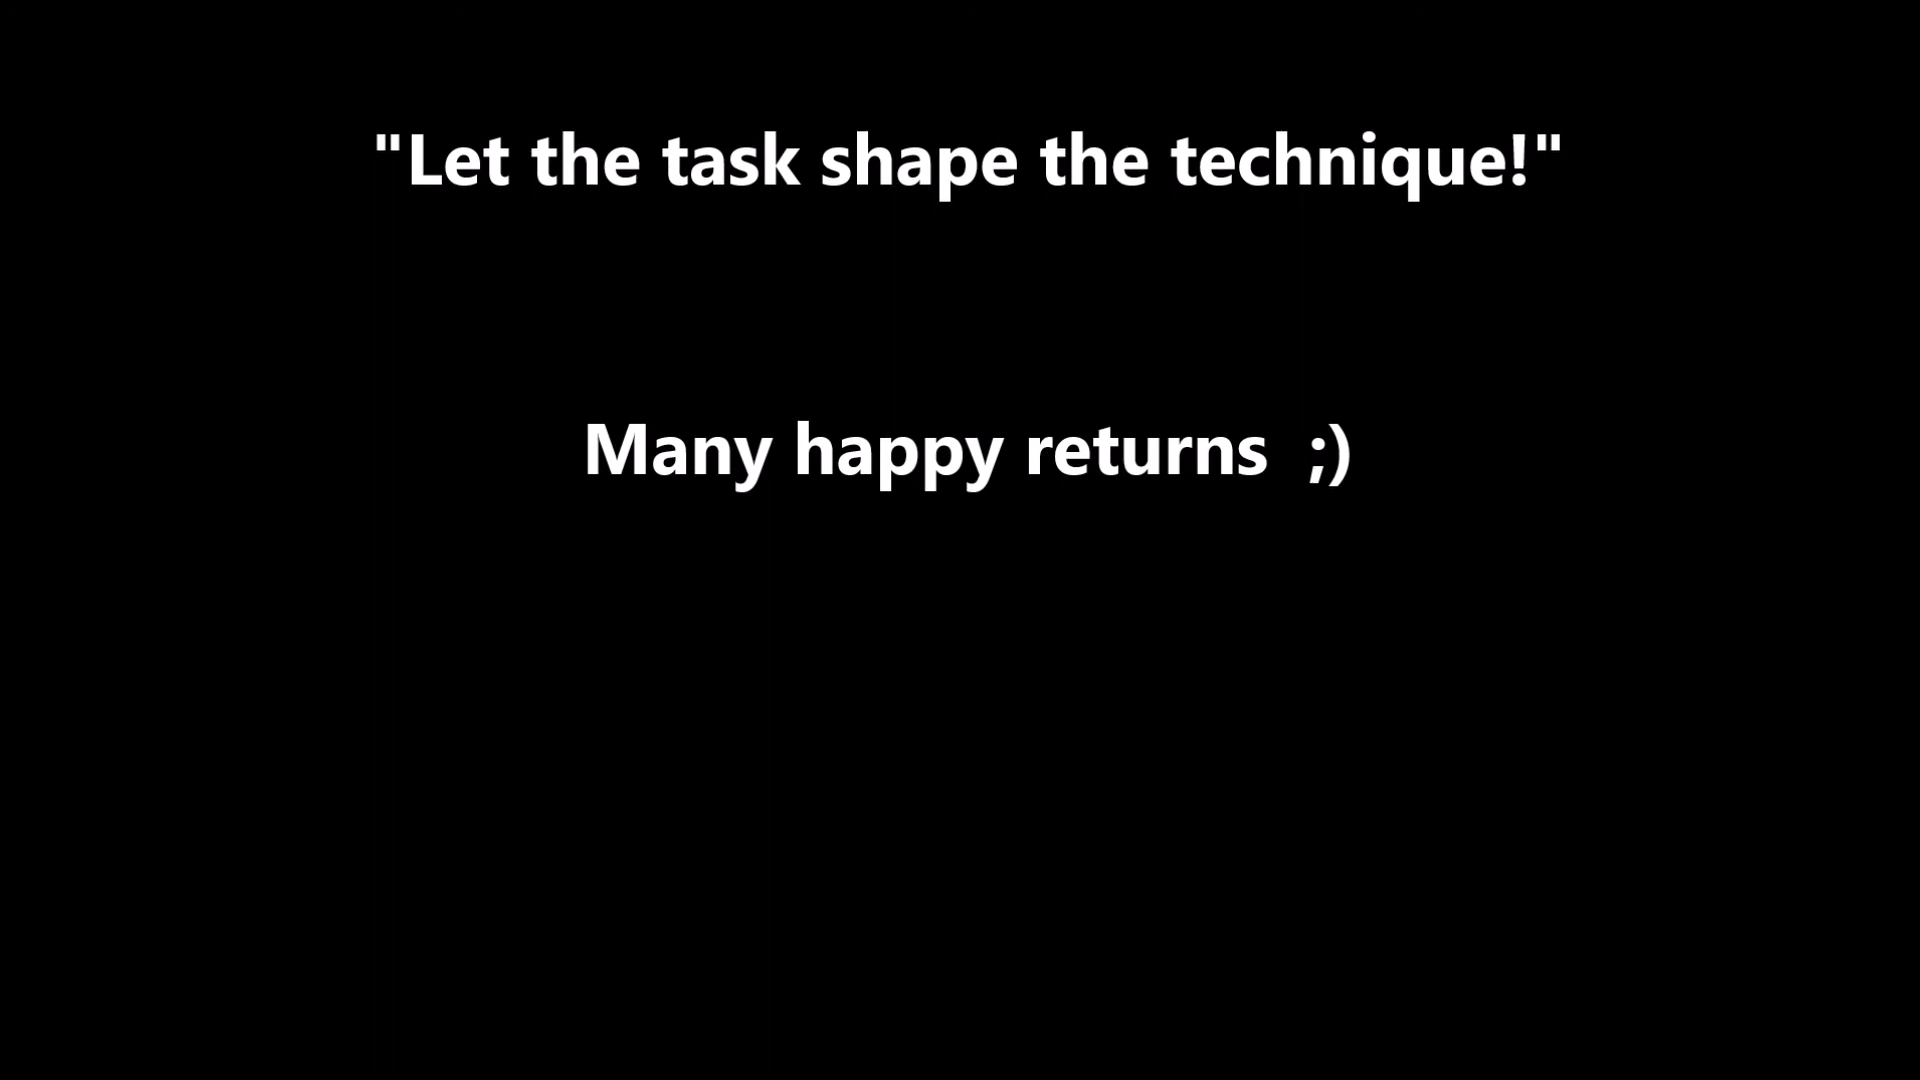 "Let the task shape the technique!"
Many happy returns  ;)